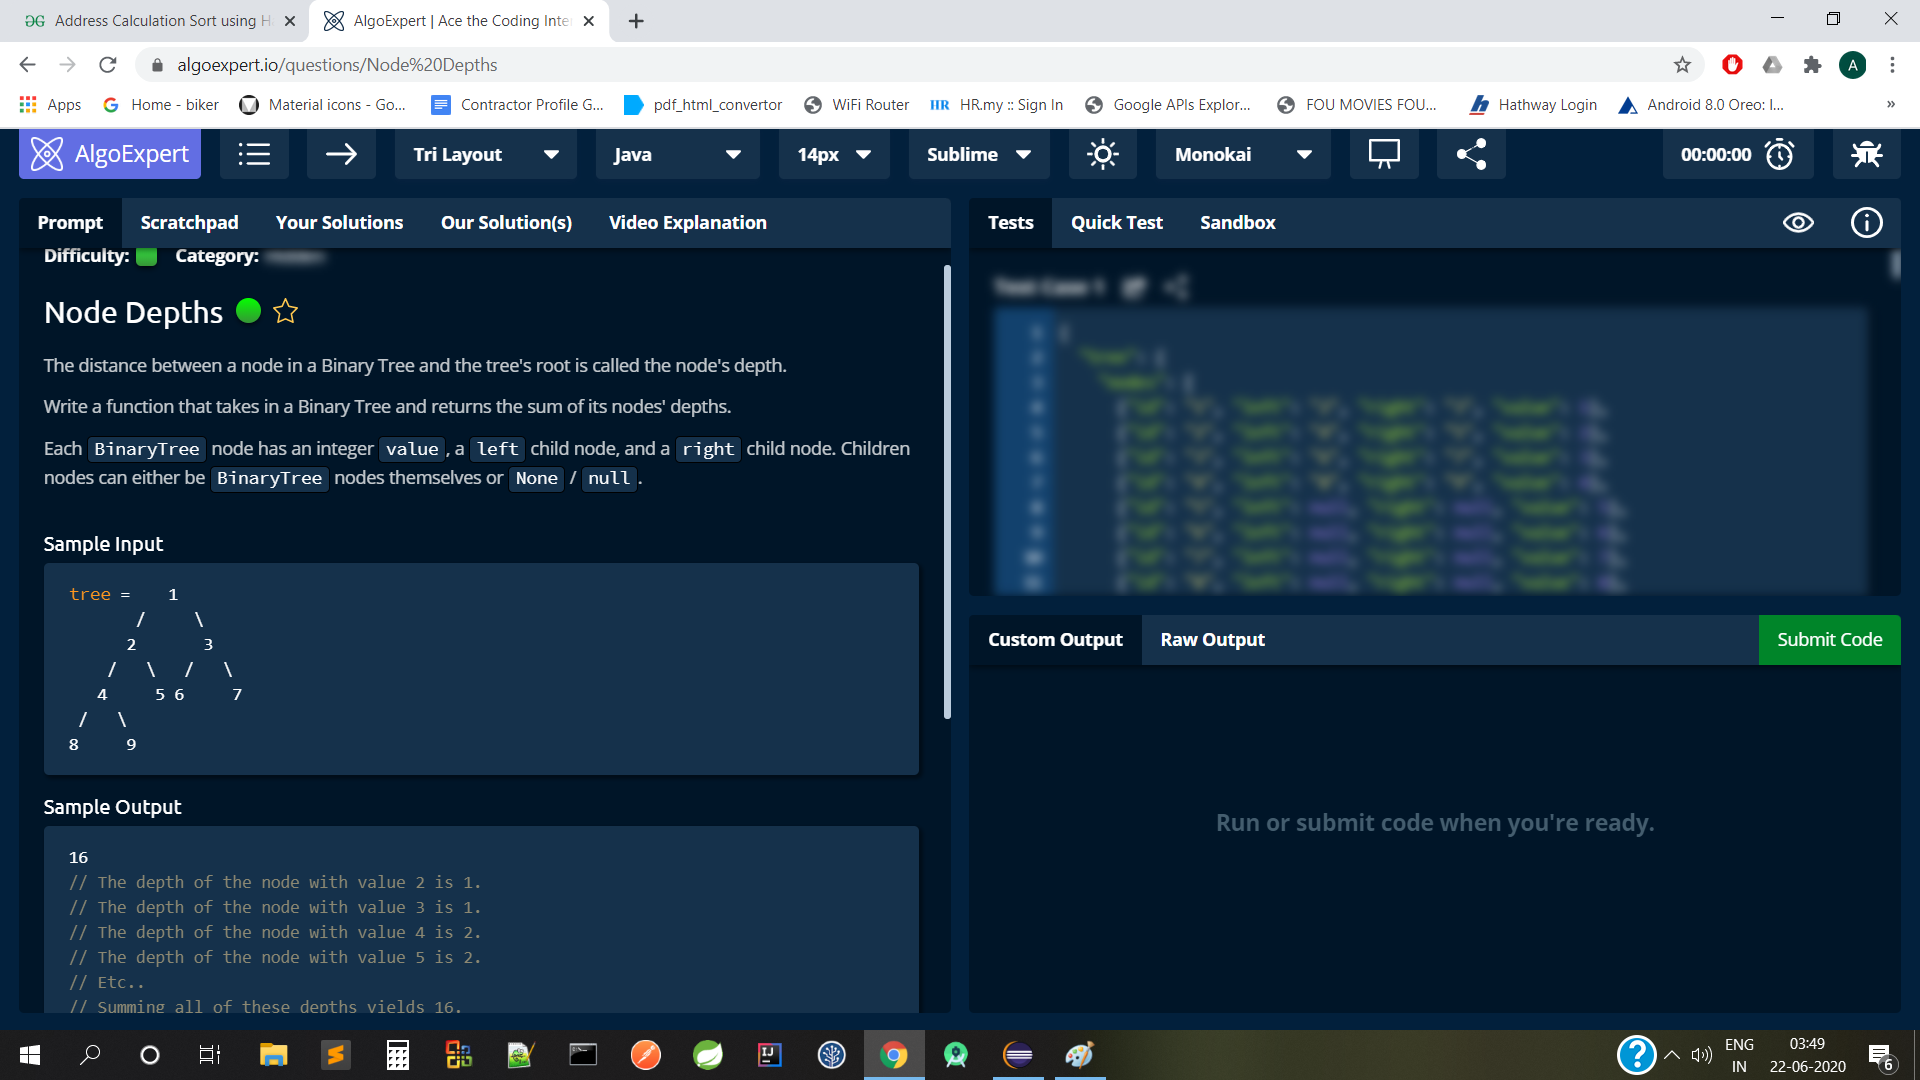 Address Calculation Sort using H
AlgoExpert | Ace the Coding Inte
algoexpert.io/questions/Node%20Depths
A
Apps
Home - biker
Material icons - Go...
Contractor Profile G...
pdf_html_convertor
WiFi Router
HR HR.my :: Sign In
Google APIs Explor...
FOU MOVIES FOU...
Hathway Login
Android 8.0 Oreo: I...
»
AlgoExpert
Tri Layout
Java
14px
Sublime
Monokai
00:00:00
Prompt Scratchpad Your Solutions Our Solution(s) Video Explanation
Difficulty: Category:
Node Depths
The distance between a node in a Binary Tree and the tree's root is called the node's depth.
Write a function that takes in a Binary Tree and returns the sum of its nodes' depths.
Each BinaryTree node has an integer value , a left child node, and a right child node. Children
nodes can either be BinaryTree nodes themselves or None / null .
Sample Input
tree = 1
/ \
2 3
/ \ / \
4 5 6 7
/ \
8 9
Sample Output
16
// The depth of the node with value 2 is 1.
// The depth of the node with value 3 is 1.
// The depth of the node with value 4 is 2.
// The depth of the node with value 5 is 2.
// Etc..
// Summing all of these depths yields 16.
Tests Quick Test Sandbox
Custom Output Raw Output
Submit Code
Run or submit code when you're ready.
ENG
IN
03:49
22-06-2020
6